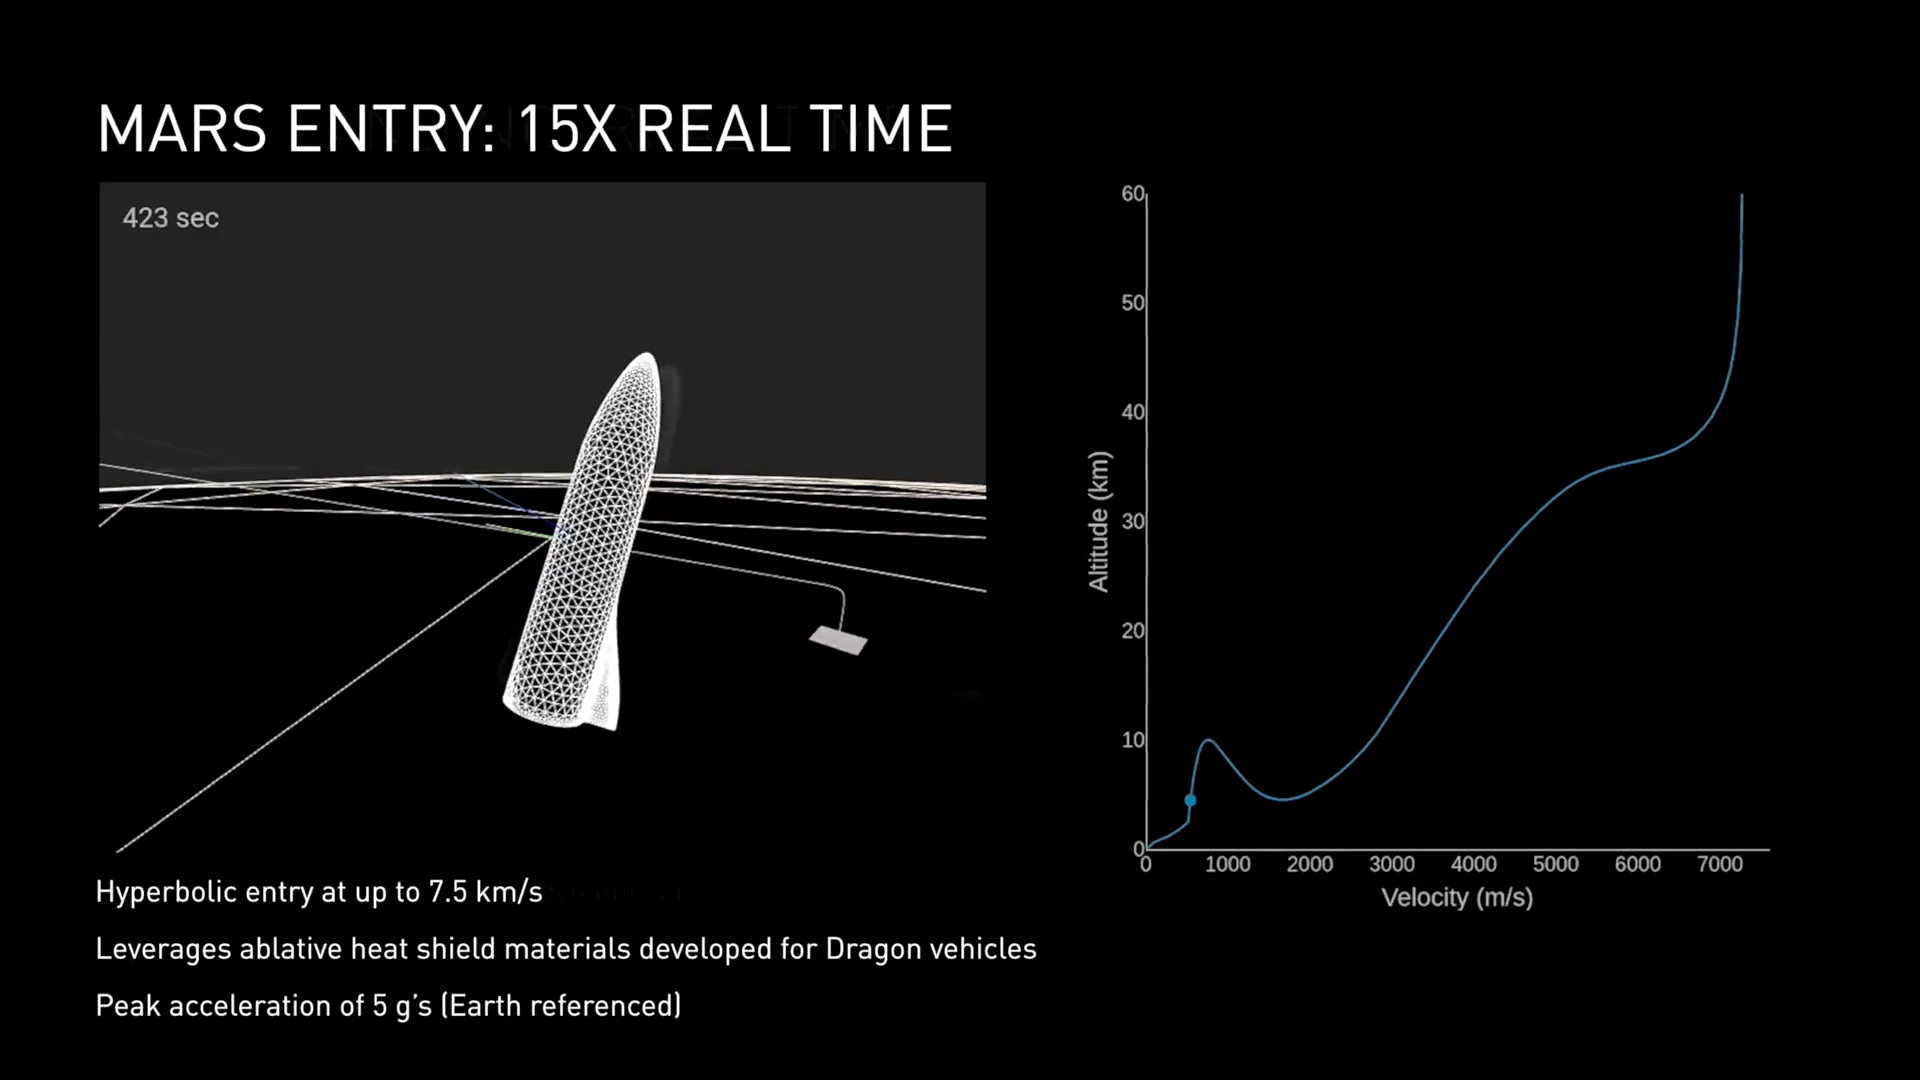 MARS ENTRY: 15X REAL TIME
423 sec
60
50
40
30
20
10
0
Altitude (km)
0 1000 2000 3000 4000 5000 6000 7000
Velocity (m/s)
Hyperbolic entry at up to 7.5 km/s
Leverages ablative heat shield materials developed for Dragon vehicles
Peak acceleration of 5 g’s (Earth referenced)